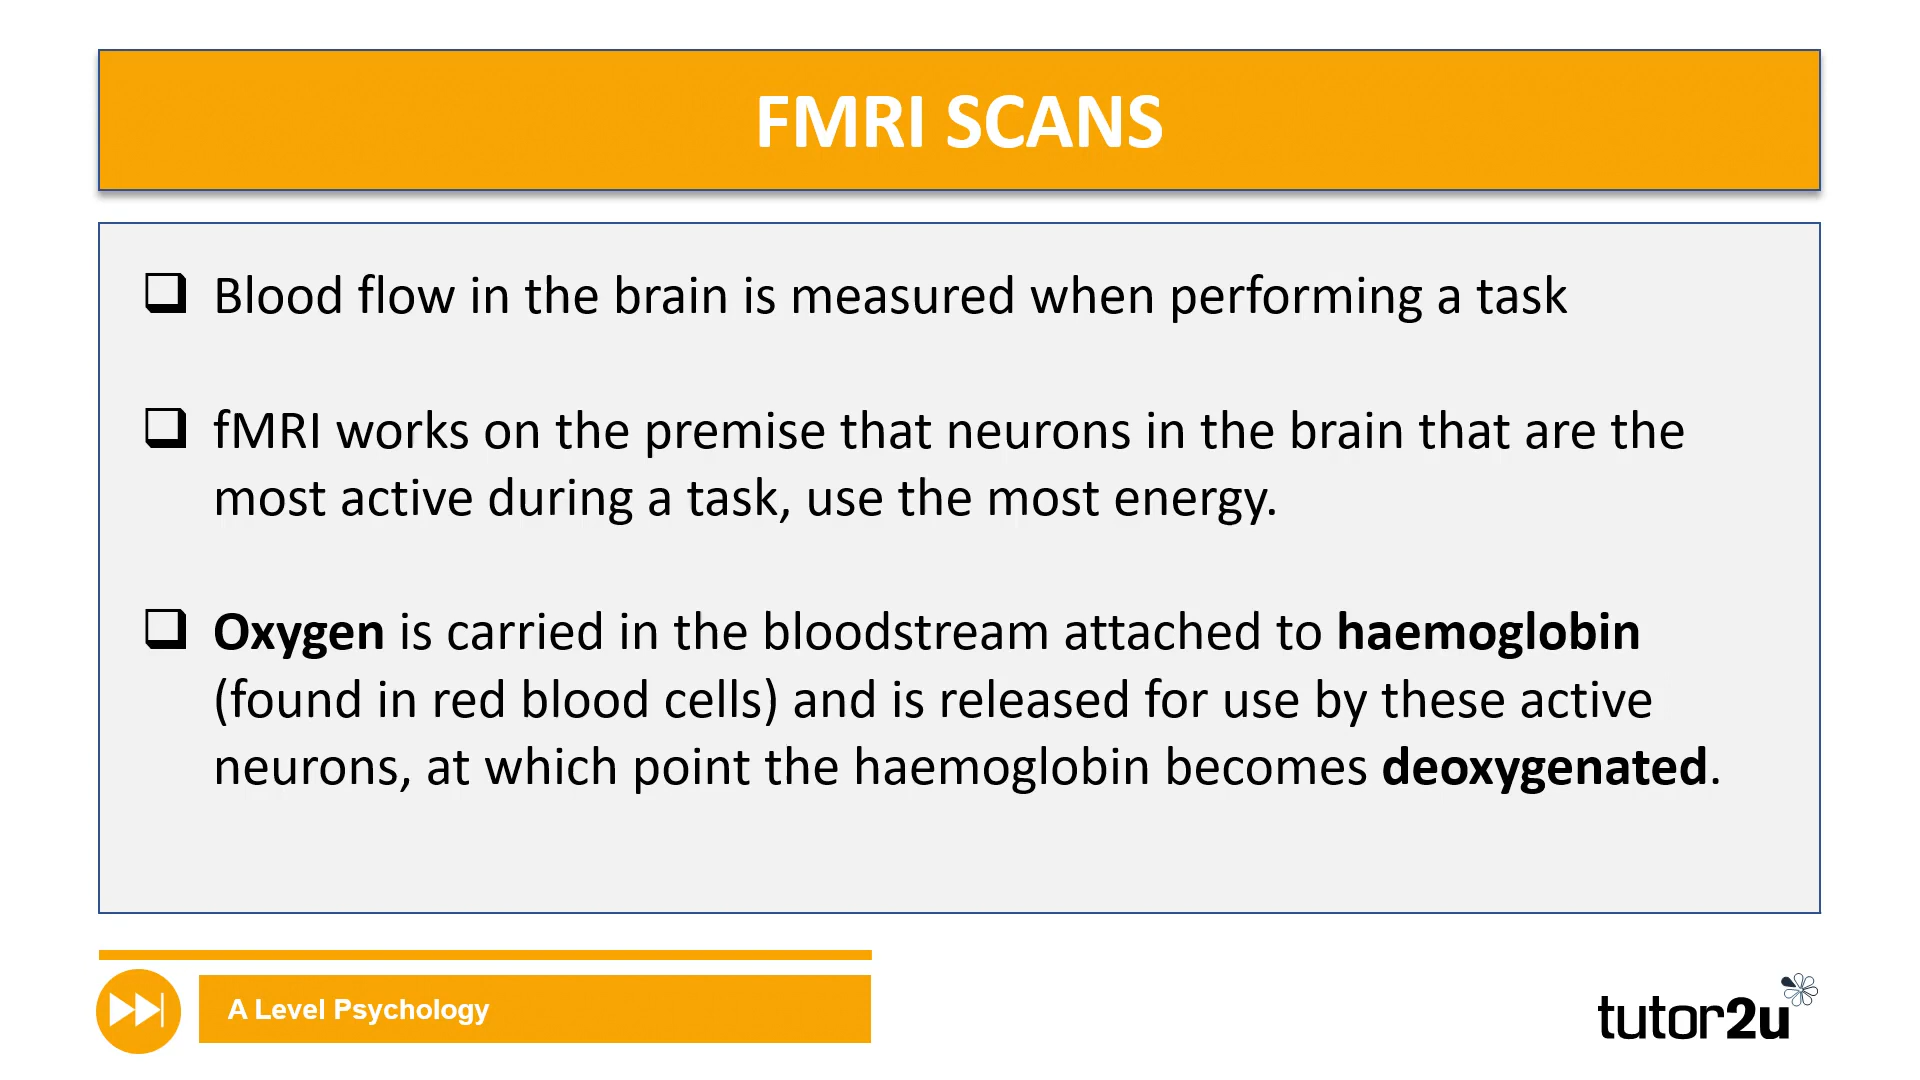 FMRI SCANS
Blood flow in the brain is measured when performing a task
fMRI works on the premise that neurons in the brain that are the
most active during a task, use the most energy.
Oxygen is carried in the bloodstream attached to haemoglobin
(found in red blood cells) and is released for use by these active
neurons, at which point the haemoglobin becomes deoxygenated.
A Level Psychology
tutor2u